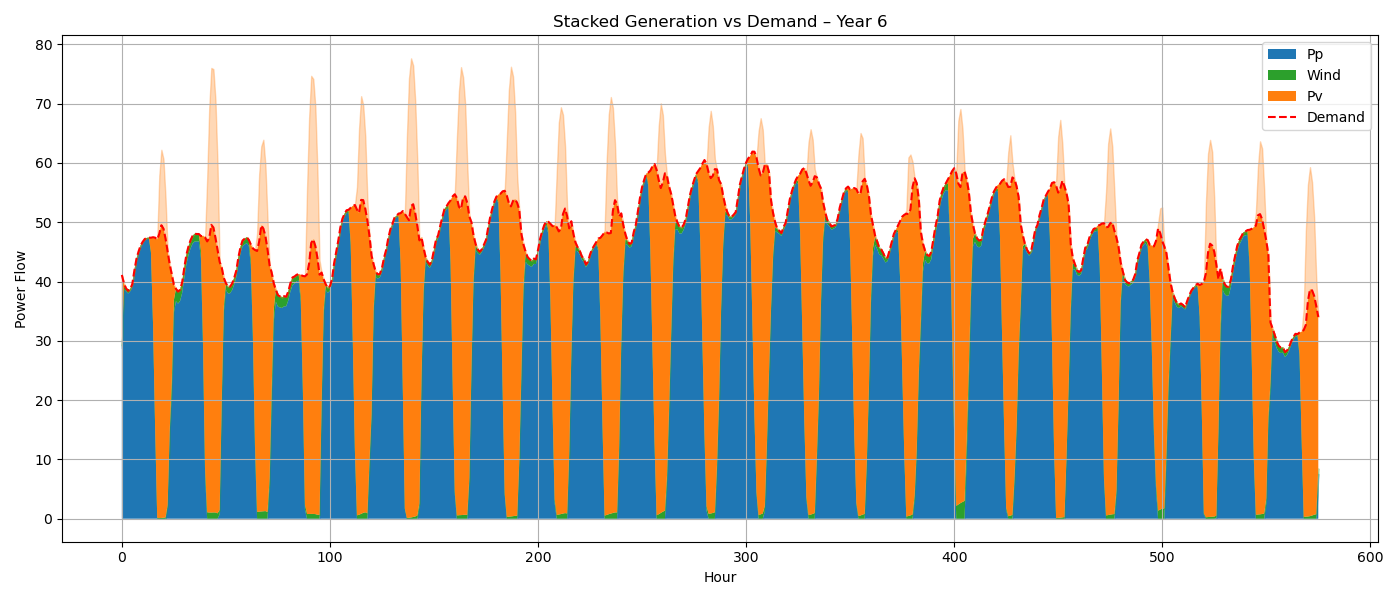 Stacked Generation vs Demand – Year 6
80
70
60
50
40
30
20
10
0
Power Flow
Pp
Wind
Pv
Demand
0 100 200 300 400 500 600
Hour